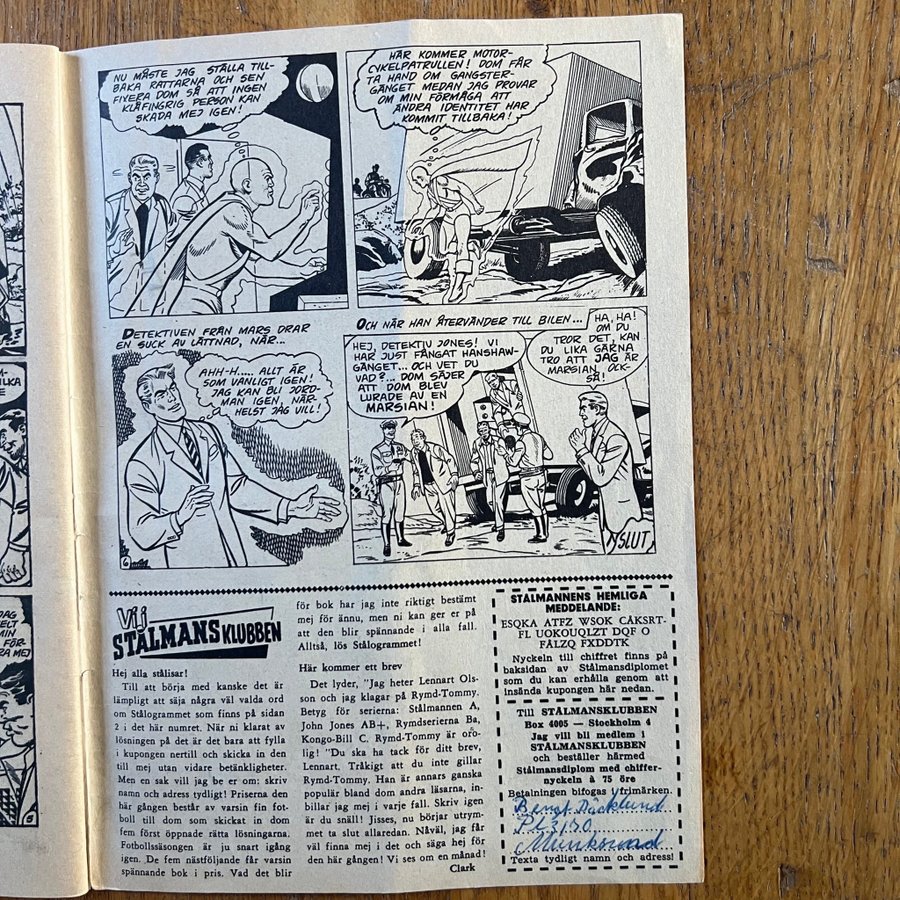 NU MÅSTE JAG STÄLLA TILL-
BAKA RATTARNA OCH SEN
FIXERA DOM SÅ ATT INGEN
KLÅFINGRIG PERSON KAN
SKADA MEJ IGEN!
HÄR KOMMER MOTOR-
CYKELPATRULLEN! DOM FÅR
TA HAND OM GANGSTER-
GÄNGET MEDAN JAG PROVAR
OM MIN FÖRMÅGA ATT
ÄNDRA IDENTITET HAR
KOMMIT TILLBAKA!
DETEKTIVEN FRÅN MARS DRAR
EN SUCK AV LÄTTNAD, NÄR...
AHH-H..... ALLT ÄR
SOM VANLIGT IGEN!
JAG KAN BLI JORD-
MAN IGEN, NÄR-
HELST JAG VILL!
6
OCH NÄR HAN ÅTERVÄNDER TILL BILEN...
HEJ, DETEKTIV JONES! VI
HAR JUST FÅNGAT HANSHAW-
GÄNGET... OCH VET DU
VAD?... DOM SÄJER
ATT DOM BLEV
LURADE AV EN
MARSIAN!
HA, HA!
OM DU
TROR DET, KAN
DU LIKA GÄRNA
TRO ATT JAG ÄR
MARSIAN, OCK-
SÅ!
SLUT
Vi i
STÅLMANSKLUBBEN
Hej alla stålisar!
Till att börja med kanske det är
lämpligt att säja några väl valda ord
om Stålogrammet som finns på sidan
2 i det här numret. När ni klarat av
lösningen på det är det bara att fylla
i kupongen nertill och skicka in den
till mej utan vidare betänkligheter.
Men en sak vill jag be er om: skriv
namn och adress tydligt! Priserna den
här gången består av varsin fin fot-
boll till dom som skickat in dom
fem först öppnade rätta lösningarna.
Fotbollssäsongen är ju snart igång
igen. De fem nästföljande får varsin
spännande bok i pris. Vad det blir
för bok har jag inte riktigt bestämt
mej för ännu, men ni kan ger er på
att den blir spännande i alla fall.
Alltså, lös Stålogrammet!
Här kommer ett brev
Det lyder, "Jag heter Lennart Ols-
son och jag klagar på Rymd-Tommy.
Betyg för serierna: Stålmannen A,
John Jones AB+, Rymdserierna Ba,
Kongo-Bill C. Rymd-Tommy är oro-
lig! "Du ska ha tack för ditt brev,
Lennart. Tråkigt att du inte gillar
Rymd-Tommy. Han är annars ganska
populär bland dom andra läsarna, in-
billar jag mej i varje fall. Skriv igen
är du snäll! Jisses, nu börjar utrym-
met ta slut allaredan. Nåväl, jag får
väl finna mej i det och säga hej för
den här gången! Vi ses om en månad!
Clark
STÅLMANNENS HEMLIGA
MEDDELANDE:
ESQKA ATFZ WSOK CÄKSRT-
FL UOKOUQLZT DQF O
FÅLZQ FXDDTK
Nyckeln till chiffret finns på
baksidan av Stålmansdiplomet
som du kan erhålla genom att
insända kupongen här nedan.
Till STÅLMANSKLUBBEN
Box 4005 — Stockholm 4
Jag vill bli medlem i
STÅLMANSKLUBBEN
och beställer härmed
Stålmansdiplom med chiffer-
nyckeln à 75 öre
Betalningen bifogas i frimärken.
Bengt Däcklund
PL 3130
Munksund
Texta tydligt namn och adress!